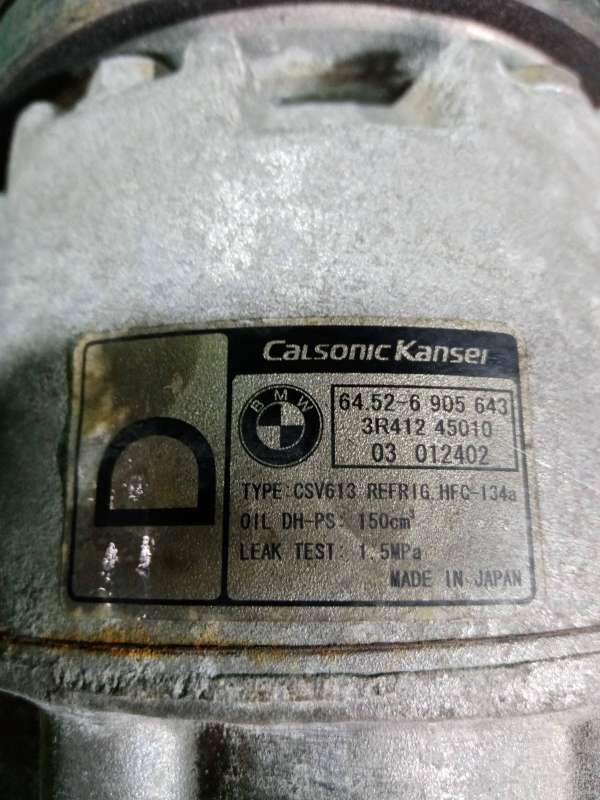 Calsonic Kansei
BMW
64.52-6 905 643
3R412 45010
03 012402
D
TYPE:CSV613 REFRIG.HFC-134a
OIL DH-PS: 150cm³
LEAK TEST: 1.5MPa
MADE IN JAPAN